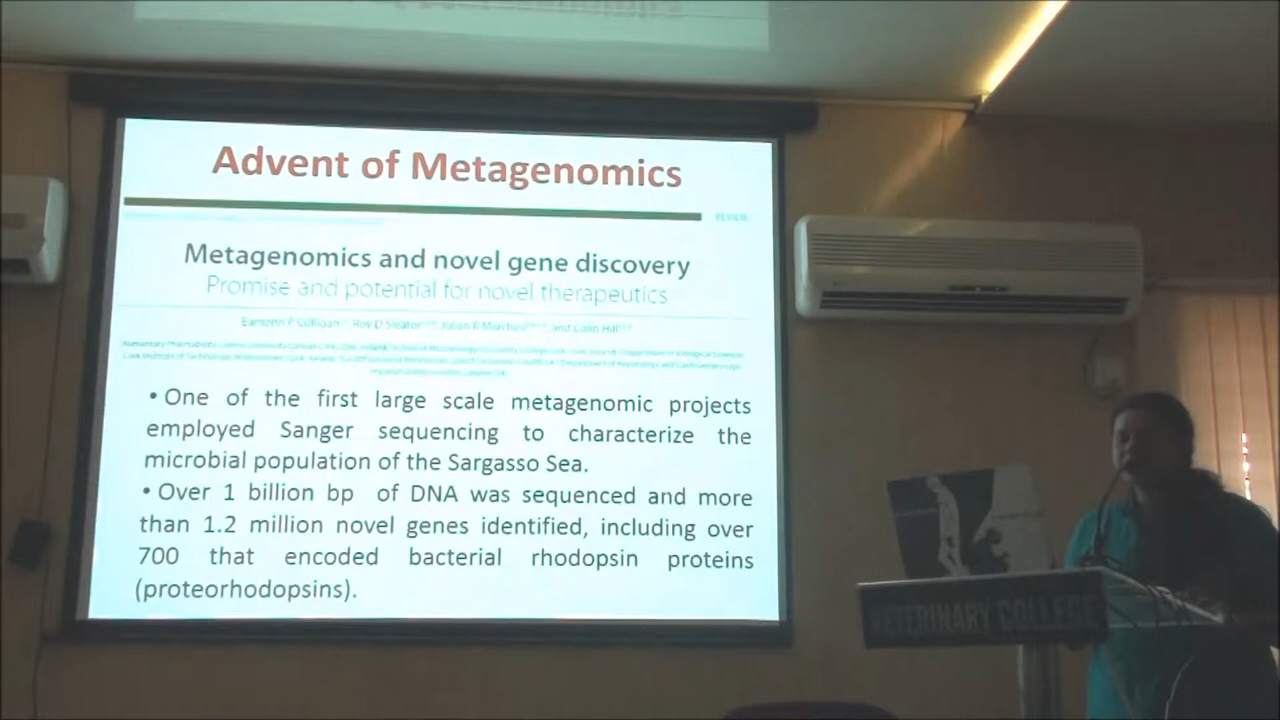 Advent of Metagenomics
REVIEW
Metagenomics and novel gene discovery
Promise and potential for novel therapeutics
Eamonn P Culligan Roy D Sleator Julian R Marchesi and Colin Hill
• One of the first large scale metagenomic projects
employed Sanger sequencing to characterize the
microbial population of the Sargasso Sea.
• Over 1 billion bp of DNA was sequenced and more
than 1.2 million novel genes identified, including over
700 that encoded bacterial rhodopsin proteins
(proteorhodopsins).
VETERINARY COLLEGE